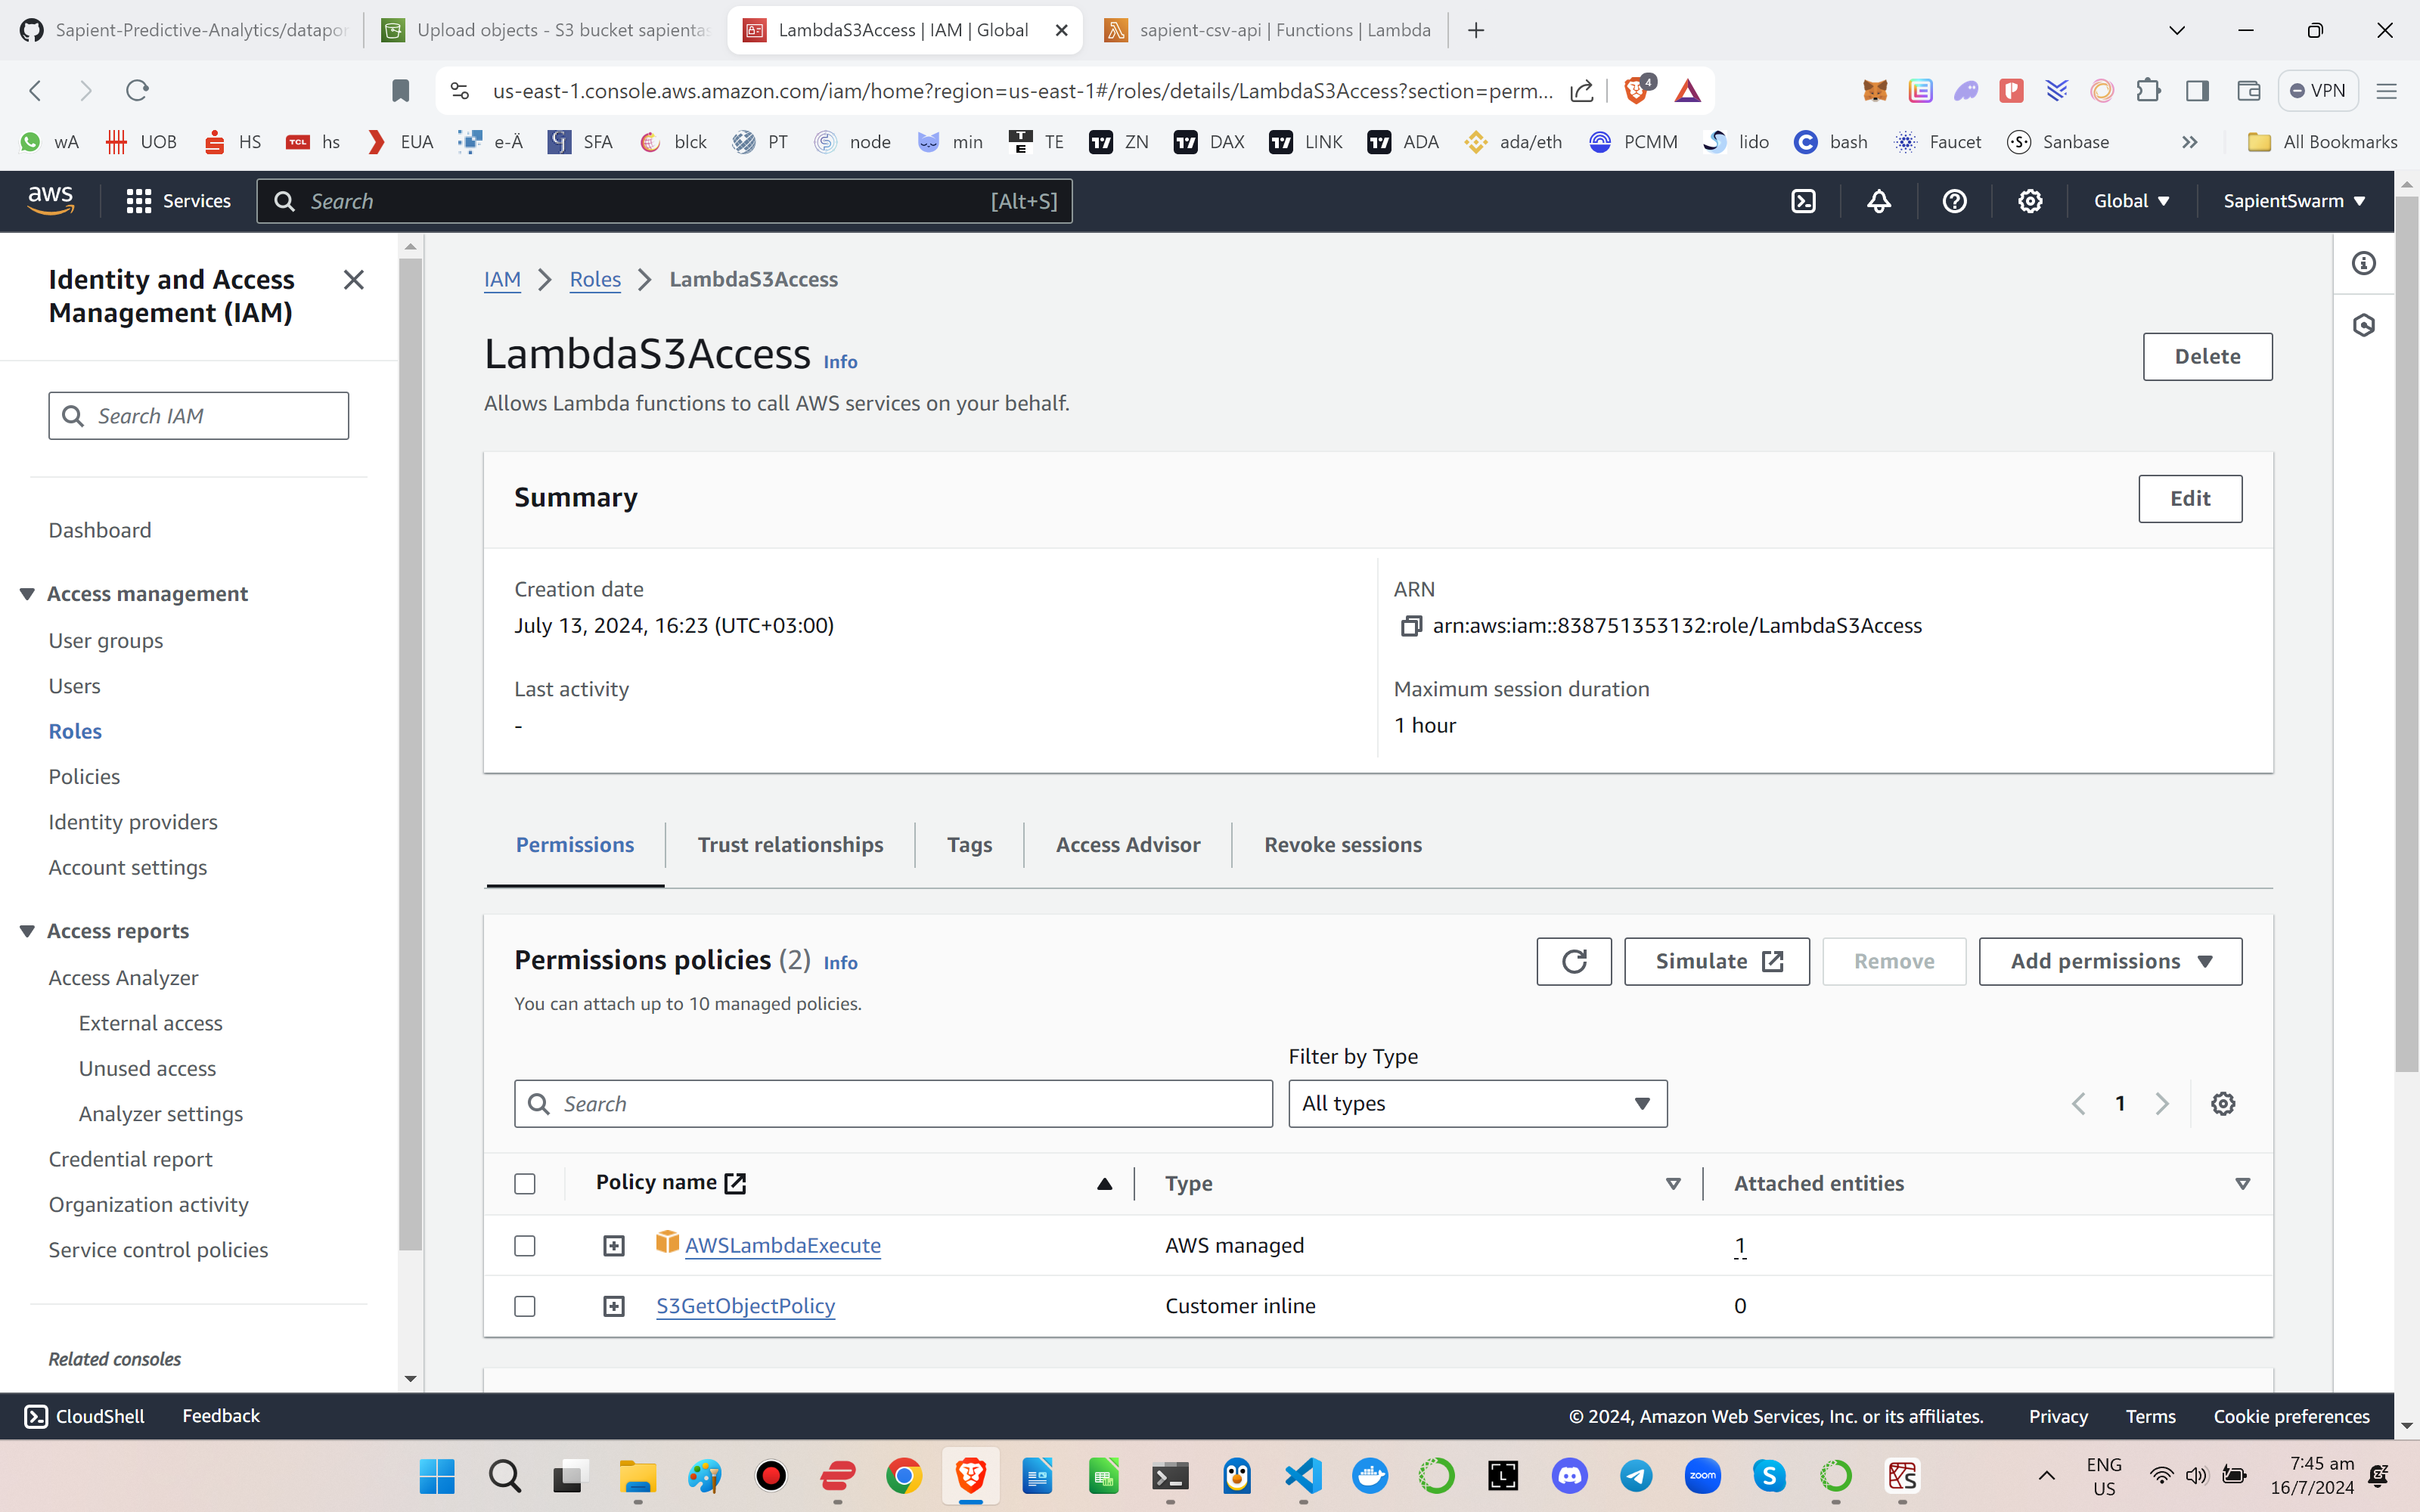 Sapient-Predictive-Analytics/datapor
Upload objects - S3 bucket sapientas
LambdaS3Access | IAM | Global
sapient-csv-api | Functions | Lambda
us-east-1.console.aws.amazon.com/iam/home?region=us-east-1#/roles/details/LambdaS3Access?section=perm...
4
VPN
wA
UOB
HS
TCL
hs
EUA
e-Ä
SFA
blck
PT
node
min
TE
ZN
DAX
LINK
ADA
ada/eth
PCMM
lido
bash
Faucet
Sanbase
All Bookmarks
aws
Services
Search
[Alt+S]
Global
SapientSwarm
Identity and Access
Management (IAM)
Search IAM
Dashboard
Access management
User groups
Users
Roles
Policies
Identity providers
Account settings
Access reports
Access Analyzer
External access
Unused access
Analyzer settings
Credential report
Organization activity
Service control policies
Related consoles
IAM > Roles > LambdaS3Access
LambdaS3Access Info
Delete
Allows Lambda functions to call AWS services on your behalf.
Summary
Edit
Creation date
July 13, 2024, 16:23 (UTC+03:00)
ARN
arn:aws:iam::838751353132:role/LambdaS3Access
Last activity
-
Maximum session duration
1 hour
Permissions
Trust relationships
Tags
Access Advisor
Revoke sessions
Permissions policies (2) Info
Simulate
Remove
Add permissions
You can attach up to 10 managed policies.
Filter by Type
Search
All types
1
Policy name
Type
Attached entities
AWSLambdaExecute
AWS managed
1
S3GetObjectPolicy
Customer inline
0
CloudShell
Feedback
© 2024, Amazon Web Services, Inc. or its affiliates.
Privacy
Terms
Cookie preferences
zoom
ENG
US
7:45 am
16/7/2024